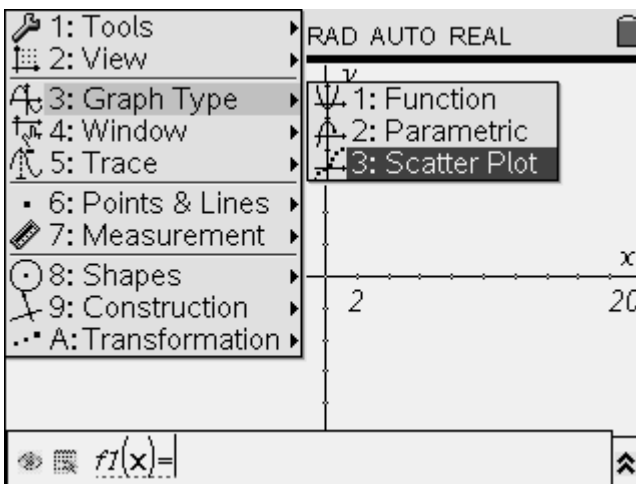 1: Tools
2: View
3: Graph Type
4: Window
5: Trace
6: Points & Lines
7: Measurement
8: Shapes
9: Construction
A: Transformation
RAD AUTO REAL
y
1: Function
2: Parametric
3: Scatter Plot
x
2
20
f1(x)=